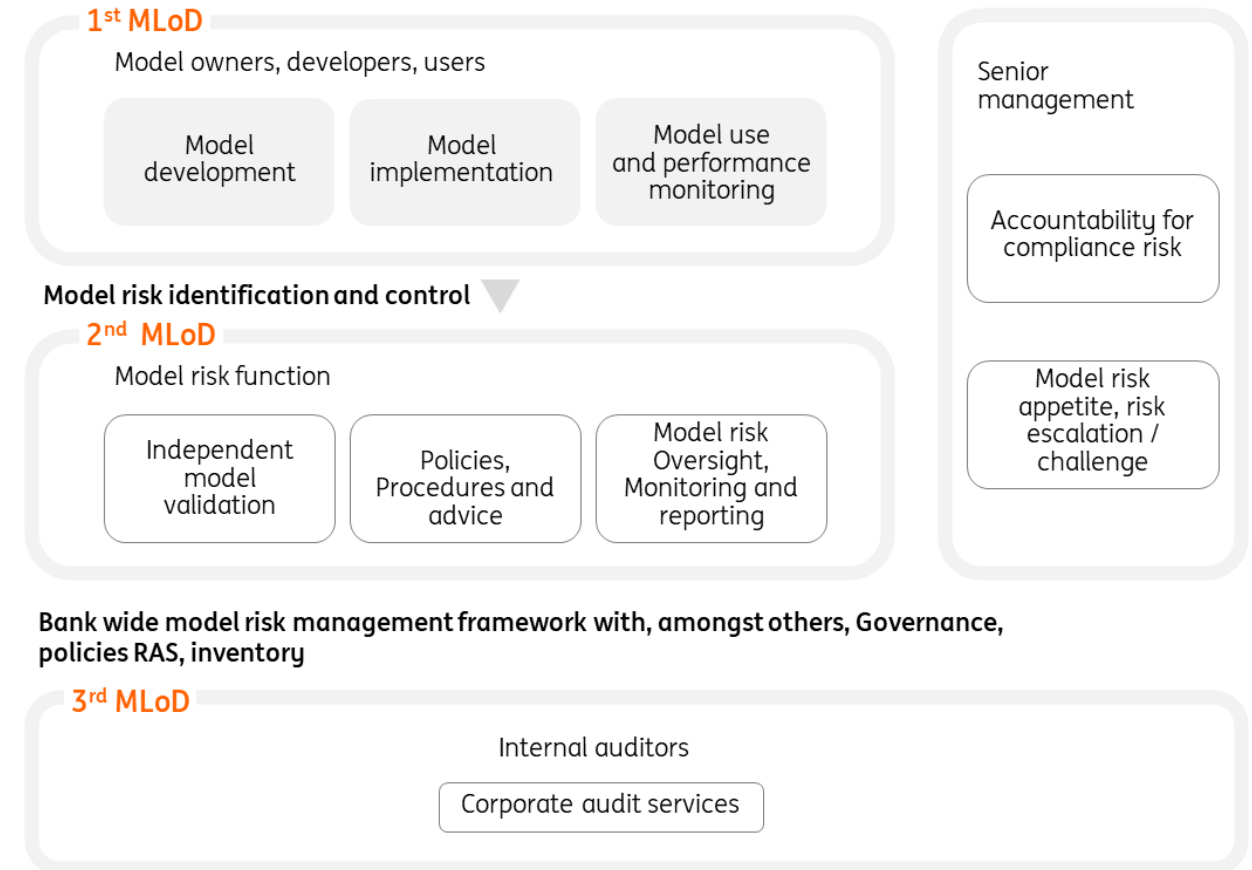 1st MLoD
Model owners, developers, users
Model
development
Model
implementation
Model use
and performance
monitoring
Model risk identification and control
2nd MLoD
Model risk function
Independent
model
validation
Policies,
Procedures and
advice
Model risk
Oversight,
Monitoring and
reporting
Senior
management
Accountability for
compliance risk
Model risk
appetite, risk
escalation /
challenge
Bank wide model risk management framework with, amongst others, Governance,
policies RAS, inventory
3rd MLoD
Internal auditors
Corporate audit services